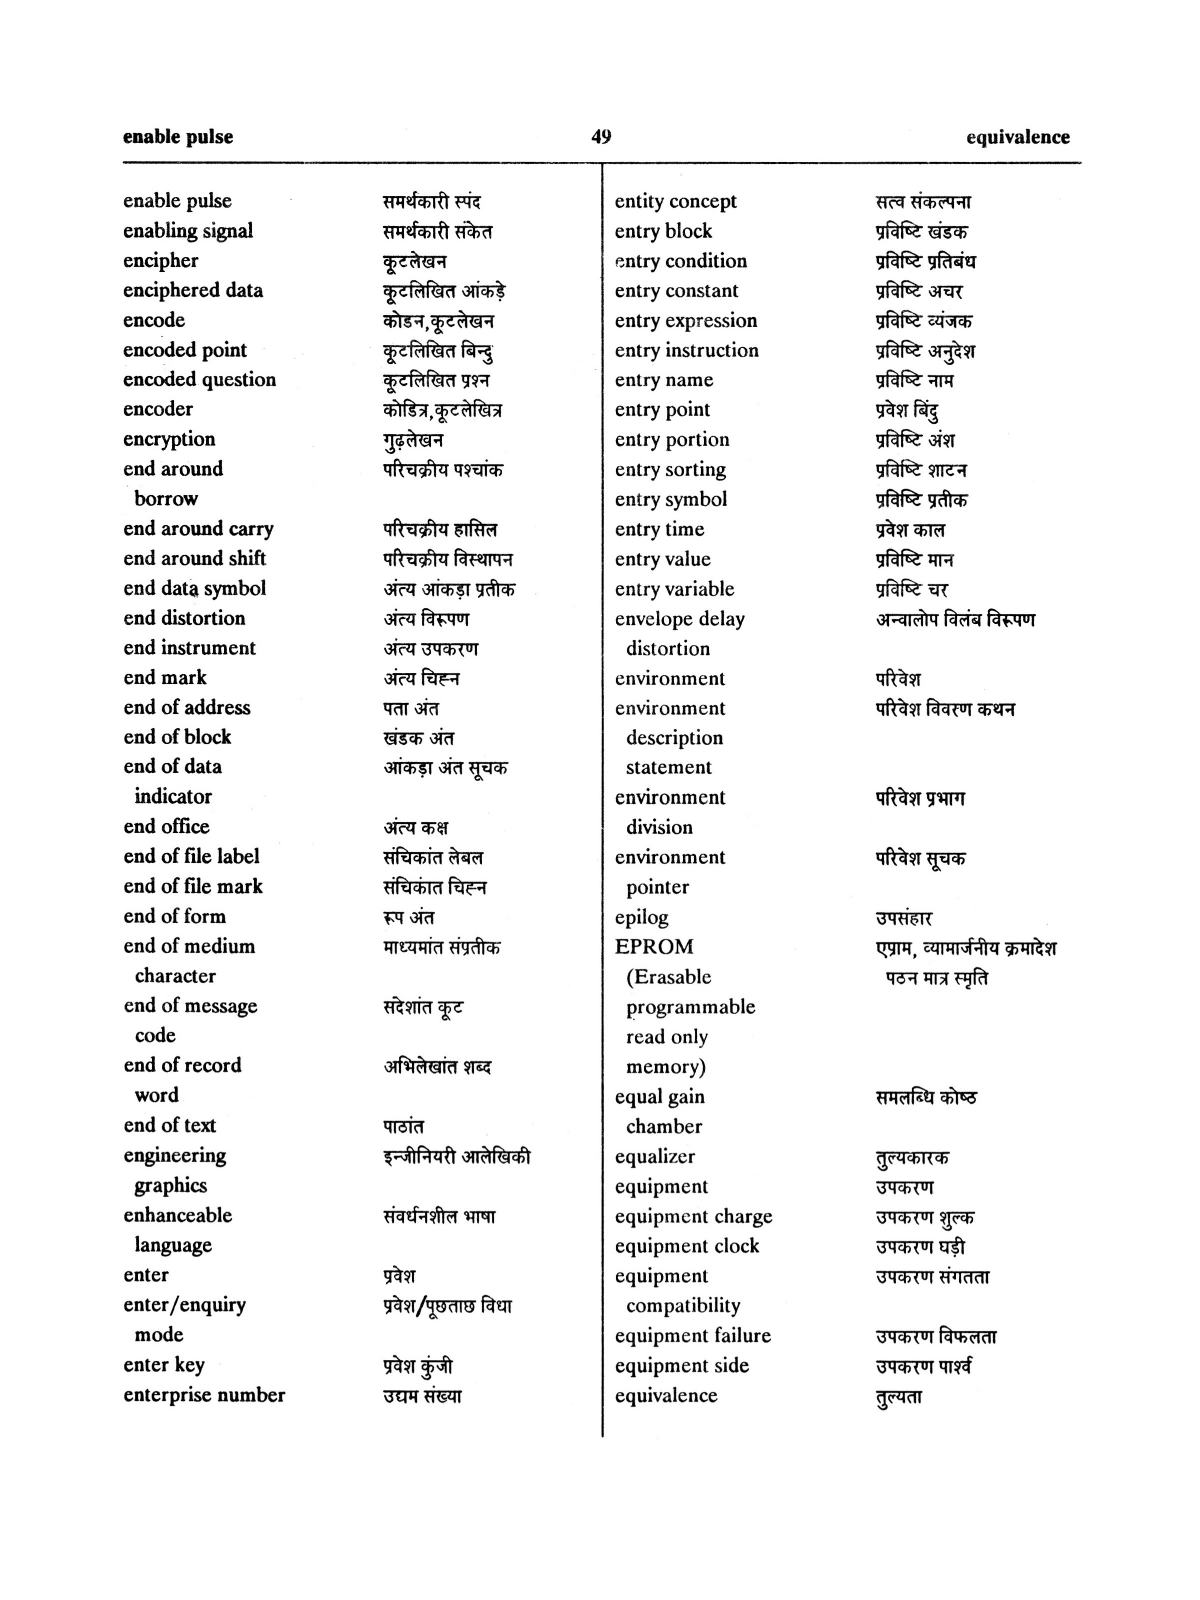 enable pulse 49 equivalence
enable pulse समर्थकारी स्पंद
enabling signal समर्थकारी संकेत
encipher कूटलेखन
enciphered data कूटलिखित आंकड़े
encode कोडन,कूटलेखन
encoded point कूटलिखित बिन्दु
encoded question कूटलिखित प्रश्न
encoder कोडित्र,कूटलेखित्र
encryption गुढ़लेखन
end around परिचक्रीय पश्चांक
borrow
end around carry परिचक्रीय हासिल
end around shift परिचक्रीय विस्थापन
end data symbol अंत्य आंकड़ा प्रतीक
end distortion अंत्य विरूपण
end instrument अंत्य उपकरण
end mark अंत्य चिह्न
end of address पता अंत
end of block खंडक अंत
end of data आंकड़ा अंत सूचक
indicator
end office अंत्य कक्ष
end of file label संचिकांत लेबल
end of file mark संचिकांत चिह्न
end of form रूप अंत
end of medium माध्यमांत संप्रतीक
character
end of message संदेशांत कूट
code
end of record अभिलेखांत शब्द
word
end of text पाठांत
engineering इन्जीनियरी आलेखिकी
graphics
enhanceable संवर्धनशील भाषा
language
enter प्रवेश
enter/enquiry प्रवेश/पूछताछ विधा
mode
enter key प्रवेश कुंजी
enterprise number उद्यम संख्या
entity concept सत्व संकल्पना
entry block प्रविष्टि खंडक
entry condition प्रविष्टि प्रतिबंध
entry constant प्रविष्टि अचर
entry expression प्रविष्टि व्यंजक
entry instruction प्रविष्टि अनुदेश
entry name प्रविष्टि नाम
entry point प्रवेश बिंदु
entry portion प्रविष्टि अंश
entry sorting प्रविष्टि शाटन
entry symbol प्रविष्टि प्रतीक
entry time प्रवेश काल
entry value प्रविष्टि मान
entry variable प्रविष्टि चर
envelope delay अन्वालोप विलंब विरूपण
distortion
environment परिवेश
environment परिवेश विवरण कथन
description
statement
environment परिवेश प्रभाग
division
environment परिवेश सूचक
pointer
epilog उपसंहार
EPROM एप्राम, व्यामार्जनीय क्रमादेश
(Erasable पठन मात्र स्मृति
programmable
read only
memory)
equal gain समलब्धि कोष्ठ
chamber
equalizer तुल्यकारक
equipment उपकरण
equipment charge उपकरण शुल्क
equipment clock उपकरण घड़ी
equipment उपकरण संगतता
compatibility
equipment failure उपकरण विफलता
equipment side उपकरण पार्श्व
equivalence तुल्यता